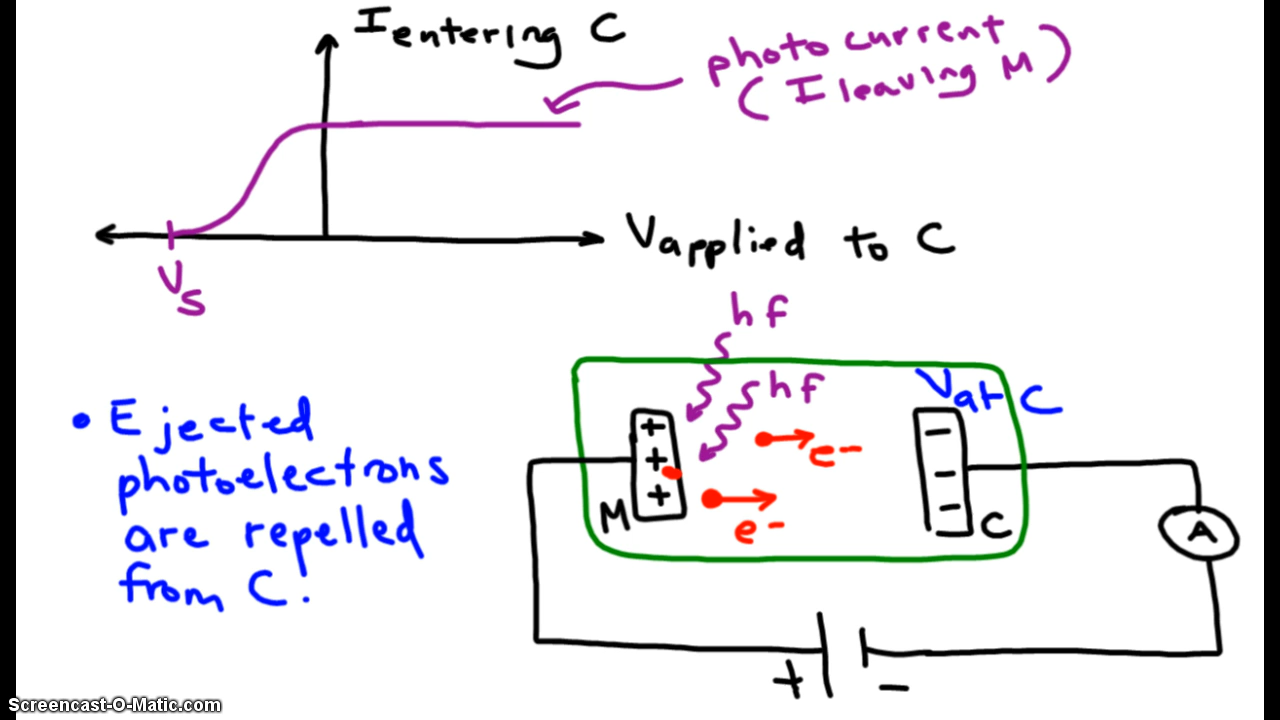 I entering C
photo current
( I leaving M )
V applied to C
Vs
hf
hf
V at C
• Ejected
photoelectrons
are repelled
from C.
+
+
+
e-
e-
M
-
-
-
C
A
+
-
Screencast-O-Matic.com